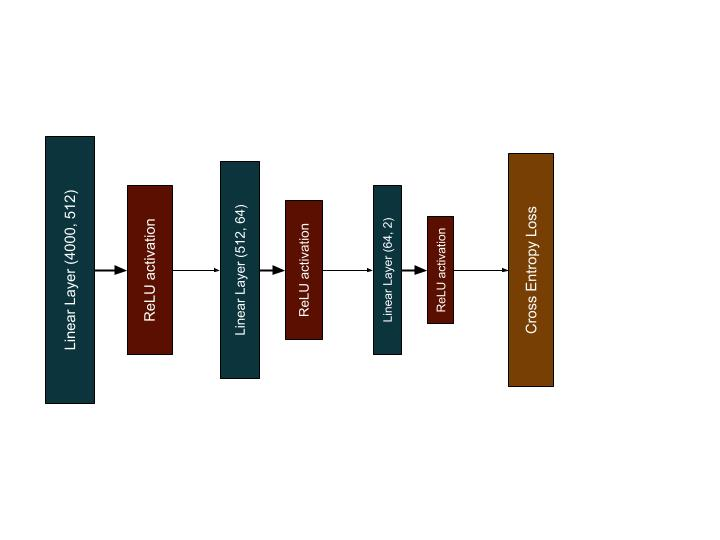 Linear Layer (4000, 512)
ReLU activation
Linear Layer (512, 64)
ReLU activation
Linear Layer (64, 2)
ReLU activation
Cross Entropy Loss